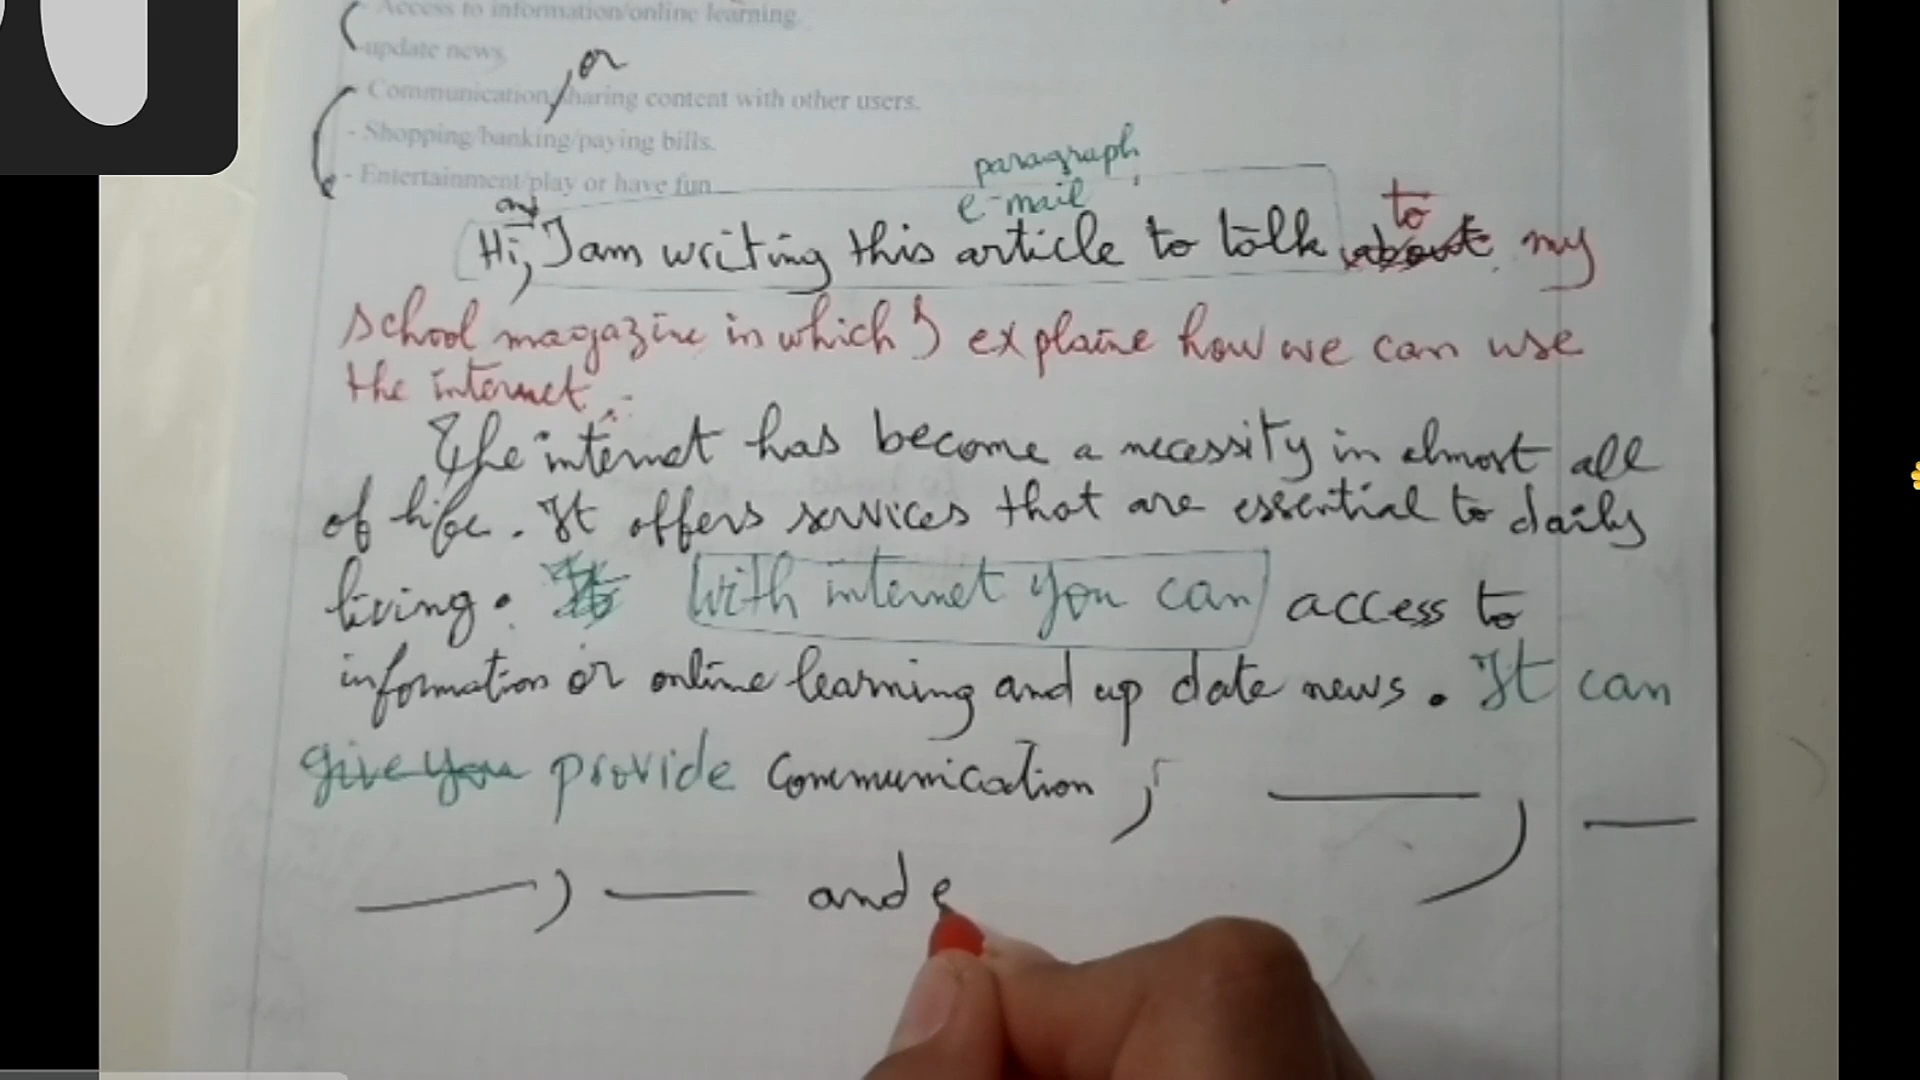 - Access to information/online learning.
-update news.
, or
- Communication/sharing content with other users.
- Shopping/banking/paying bills.
- Entertainment/play or have fun
paragraph,
e-mail
Hi, I am writing this article to talk about to my
school magazine in which I explaine how we can use
the internet.
The internet has become a necessity in almost all
of life. It offers services that are essential to daily
living. It With internet you can access to
information or online learning and up date news. It can
give you provide Communication,
and e